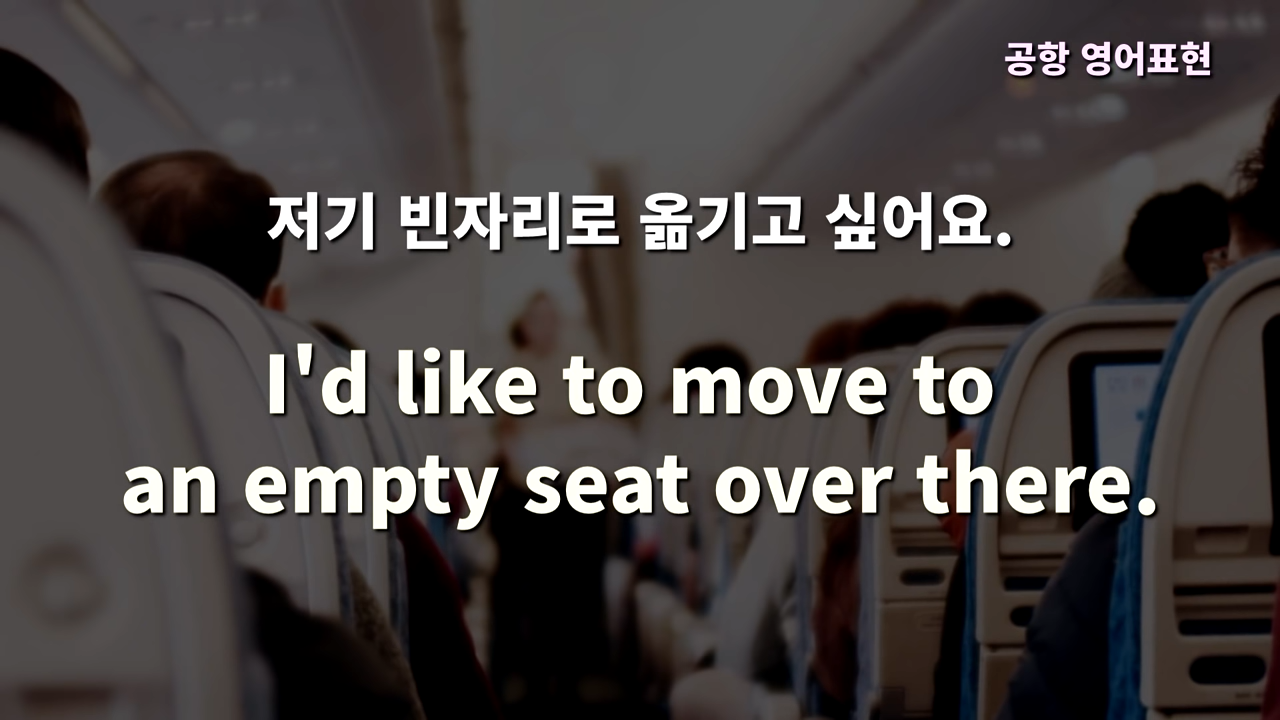 공항 영어표현
저기 빈자리로 옮기고 싶어요.
I'd like to move to
an empty seat over there.